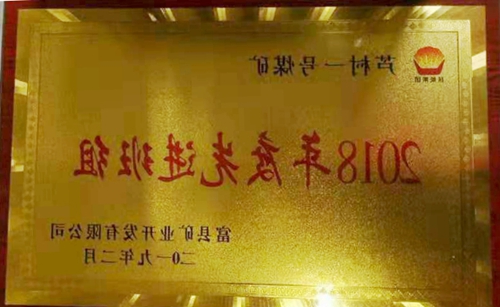 芦村一号煤矿
2018年度先进班组
富县矿业开发有限公司
二〇一九年二月